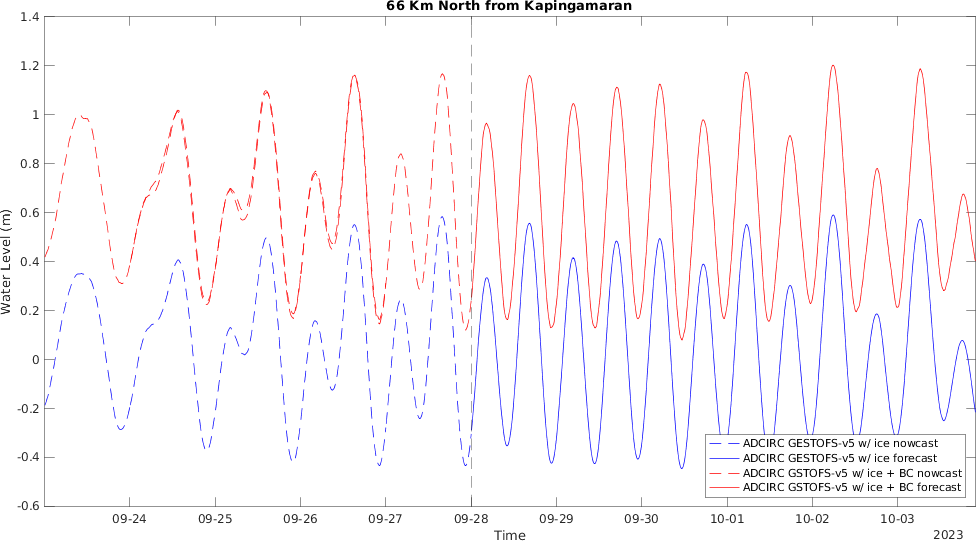 66 Km North from Kapingamaran
1.4
1.2
1
0.8
0.6
0.4
0.2
0
-0.2
-0.4
-0.6
Water Level (m)
ADCIRC GESTOFS-v5 w/ ice nowcast
ADCIRC GESTOFS-v5 w/ ice forecast
ADCIRC GSTOFS-v5 w/ ice + BC nowcast
ADCIRC GSTOFS-v5 w/ ice + BC forecast
09-24 09-25 09-26 09-27 09-28 09-29 09-30 10-01 10-02 10-03
Time
2023